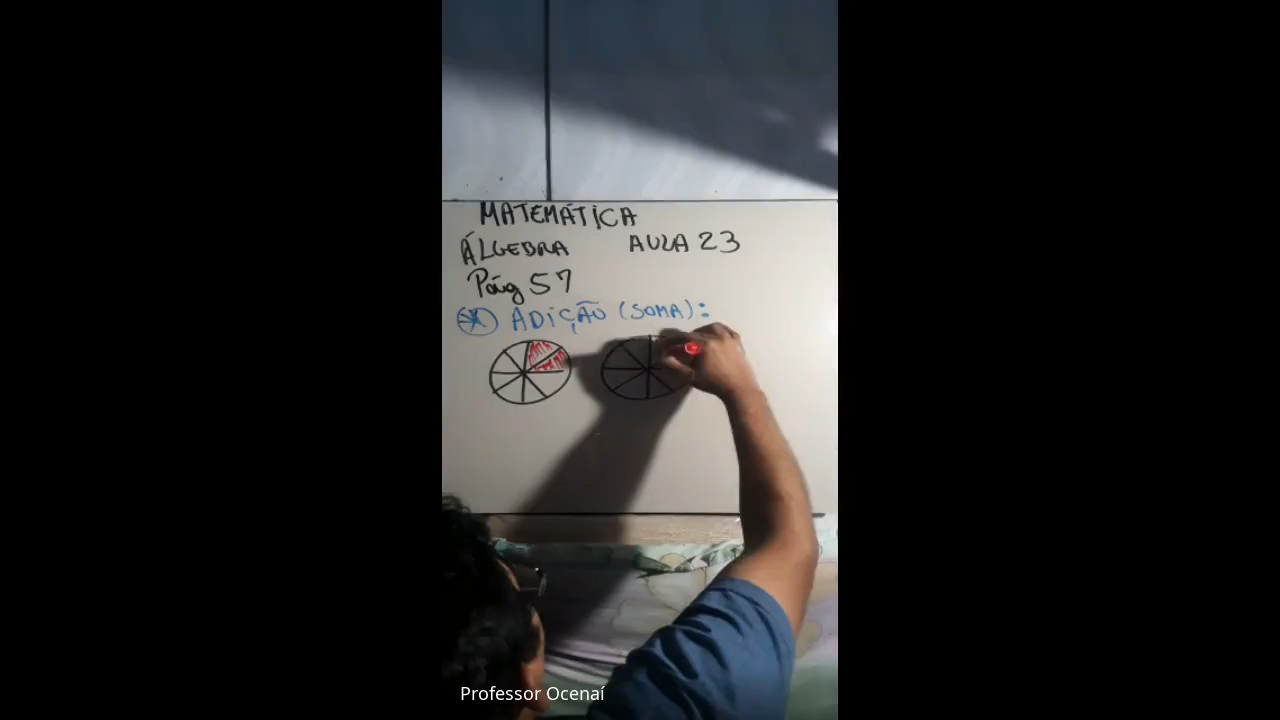 MATEMÁTICA
ÁLGEBRA AULA 23
Pág 57
ADIÇÃO (SOMA):
Professor Ocenaí